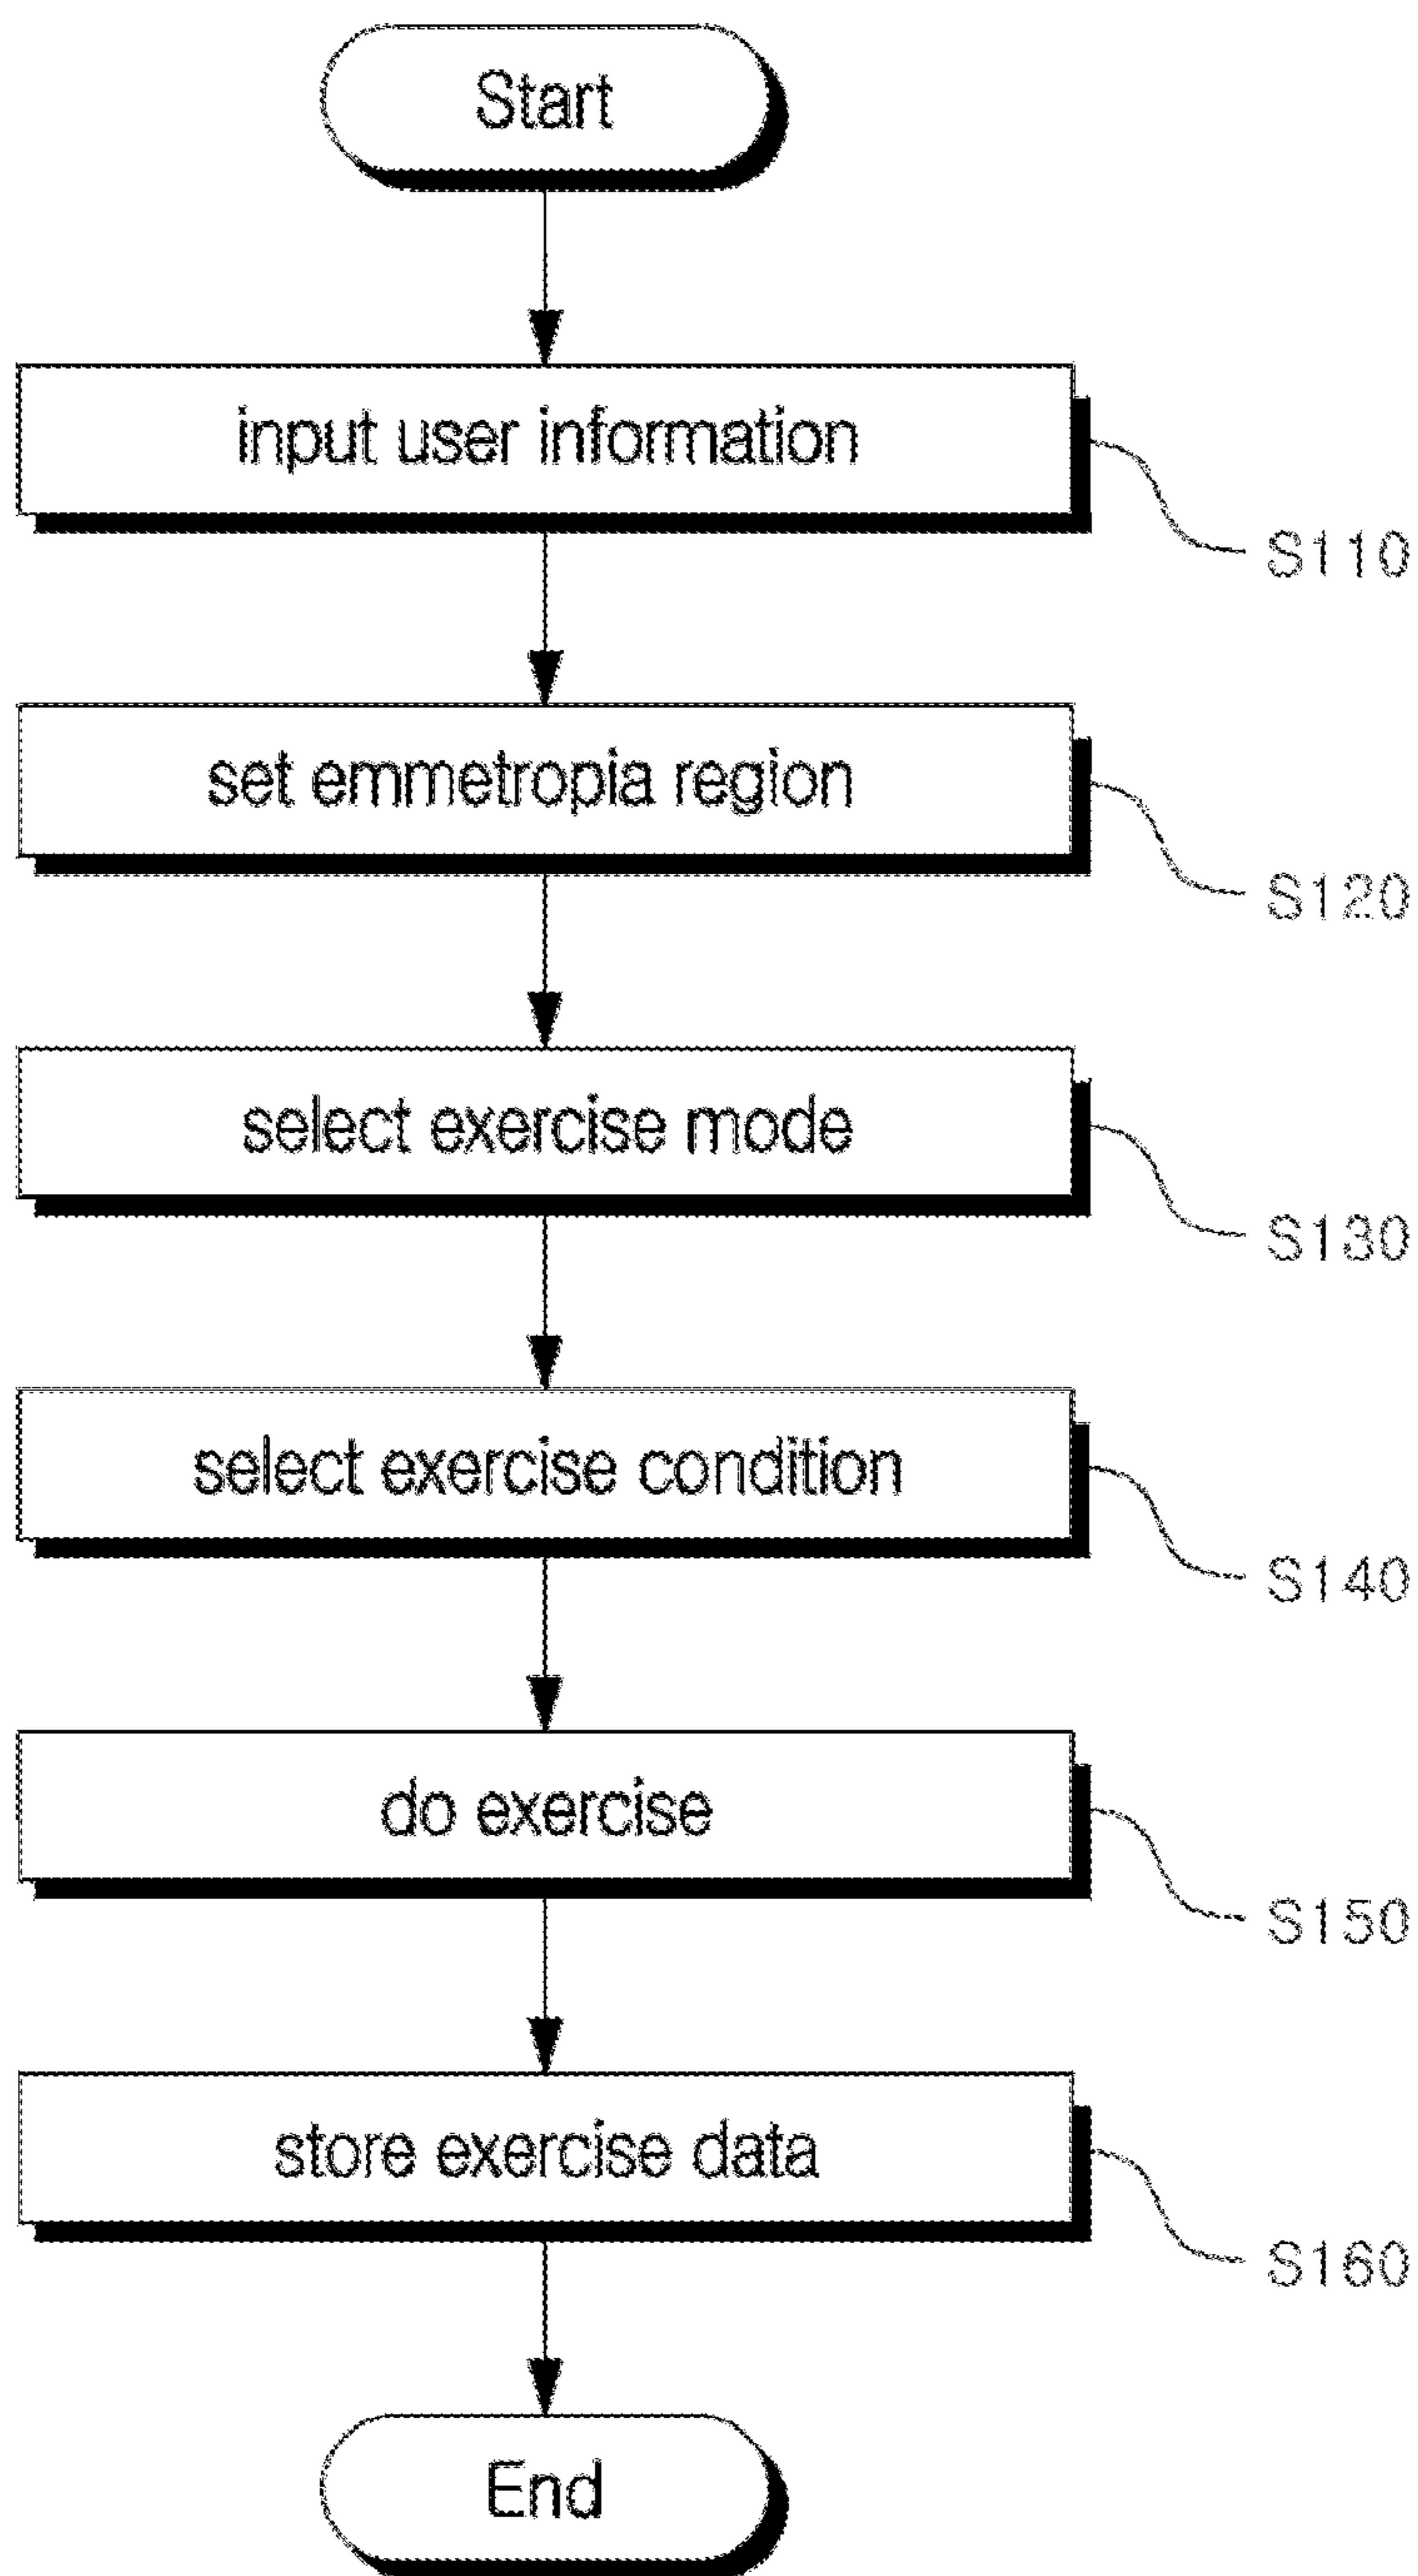 Start
input user information
S110
set emmetropia region
S120
select exercise mode
S130
select exercise condition
S140
do exercise
S150
store exercise data
S160
End